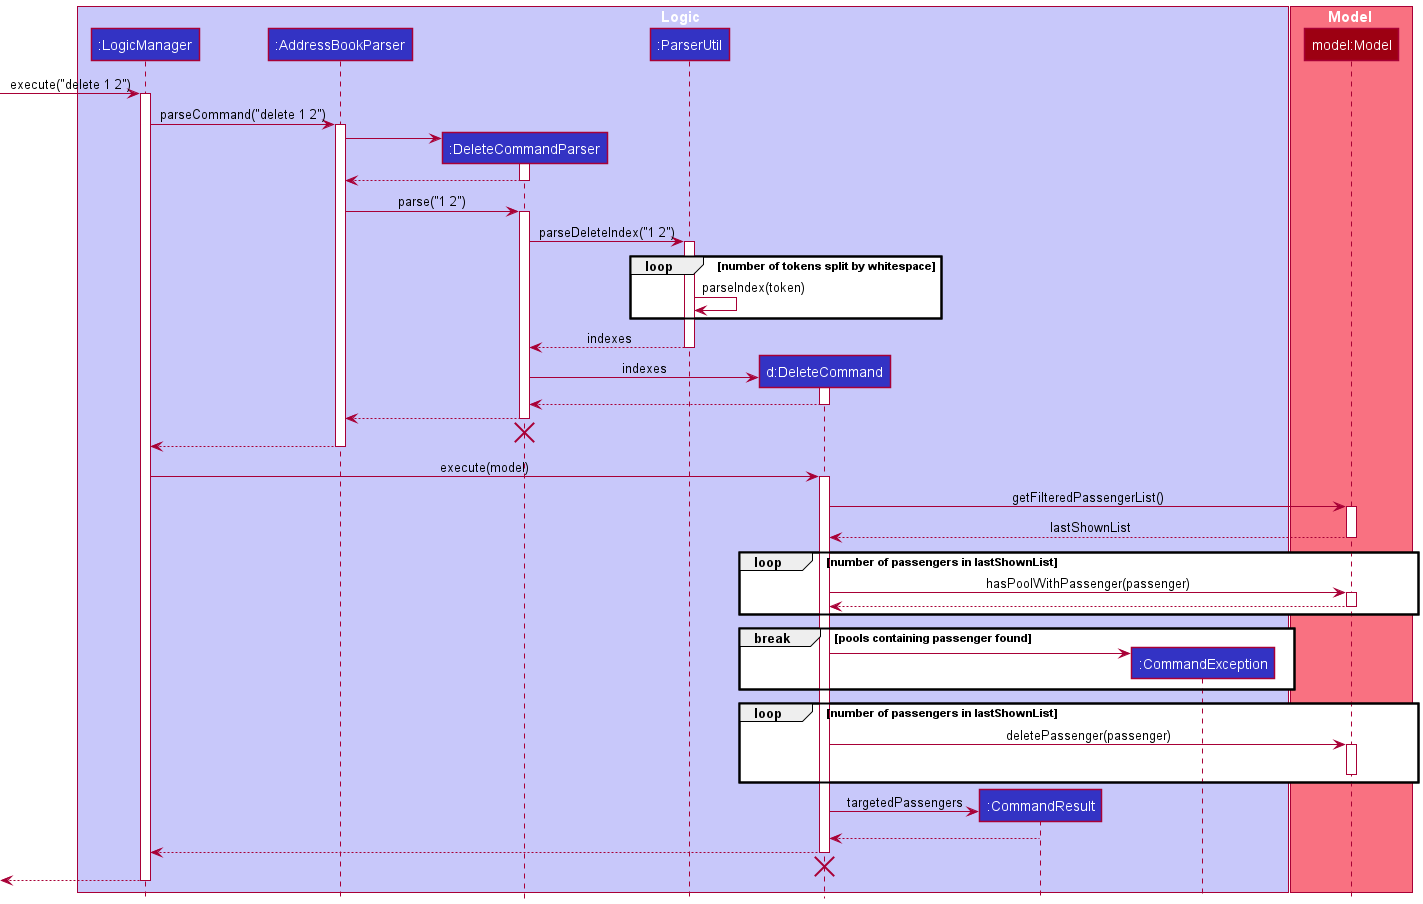 Logic
Model
:LogicManager
:AddressBookParser
:ParserUtil
model:Model
execute("delete 1 2")
parseCommand("delete 1 2")
:DeleteCommandParser
parse("1 2")
parseDeleteIndex("1 2")
loop [number of tokens split by whitespace]
parseIndex(token)
indexes
indexes
d:DeleteCommand
execute(model)
getFilteredPassengerList()
lastShownList
loop [number of passengers in lastShownList]
hasPoolWithPassenger(passenger)
break [pools containing passenger found]
:CommandException
loop [number of passengers in lastShownList]
deletePassenger(passenger)
targetedPassengers
:CommandResult